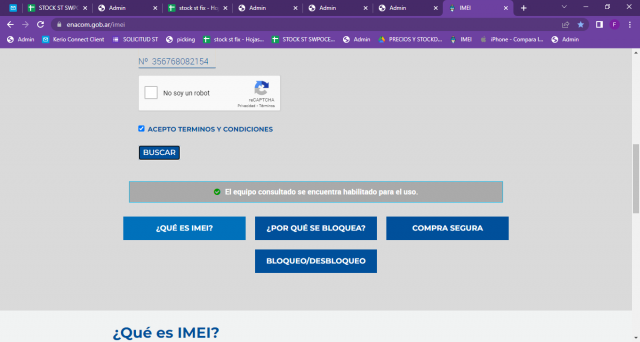 STOCK ST SWP
Admin
stock st fix - Hojas
Admin
Admin
Admin
IMEI
enacom.gob.ar/imei
F
Admin
Kerio Connect Client
SOLICITUD ST
picking
stock st fix - Hojas...
STOCK ST SWPOCE...
Admin
PRECIOS Y STOCKD...
IMEI
iPhone - Compara l...
Admin
Nº 356768082154
No soy un robot
reCAPTCHA
Privacidad - Términos
ACEPTO TERMINOS Y CONDICIONES
BUSCAR
El equipo consultado se encuentra habilitado para el uso.
¿QUÉ ES IMEI?
¿POR QUÉ SE BLOQUEA?
COMPRA SEGURA
BLOQUEO/DESBLOQUEO
¿Qué es IMEI?